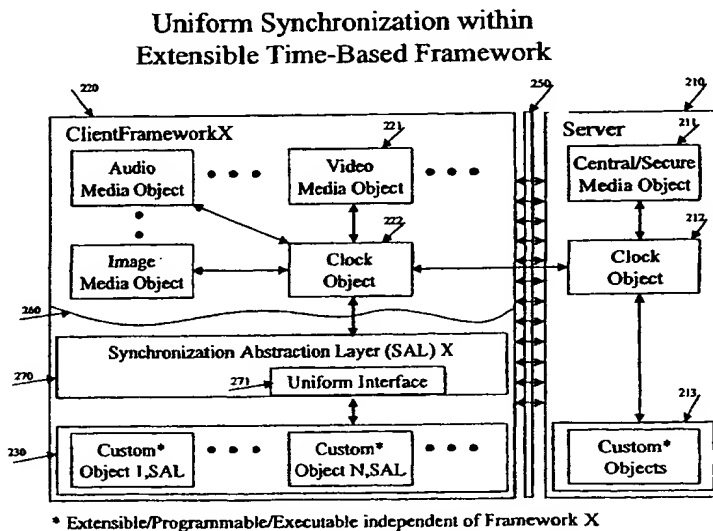 Uniform Synchronization within
Extensible Time-Based Framework
220
250
210
ClientFrameworkX
221
Server
211
Audio
Media Object
Video
Media Object
Central/Secure
Media Object
222
212
Image
Media Object
Clock
Object
Clock
Object
260
Synchronization Abstraction Layer (SAL) X
270
271
Uniform Interface
213
230
Custom*
Object 1,SAL
Custom*
Object N,SAL
Custom*
Objects
* Extensible/Programmable/Executable independent of Framework X